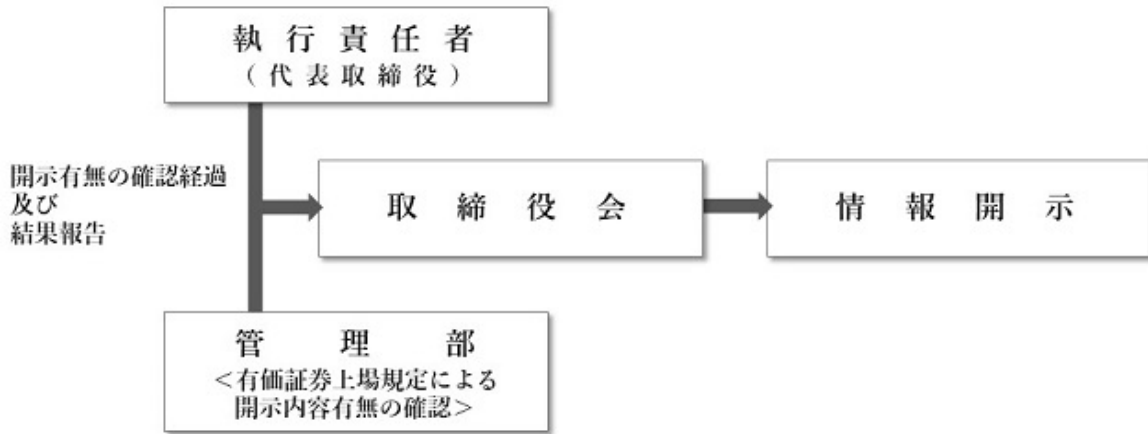 執行責任者
（代表取締役）
開示有無の確認経過
及び
結果報告
取締役会
情報開示
管理部
＜有価証券上場規定による
開示内容有無の確認＞